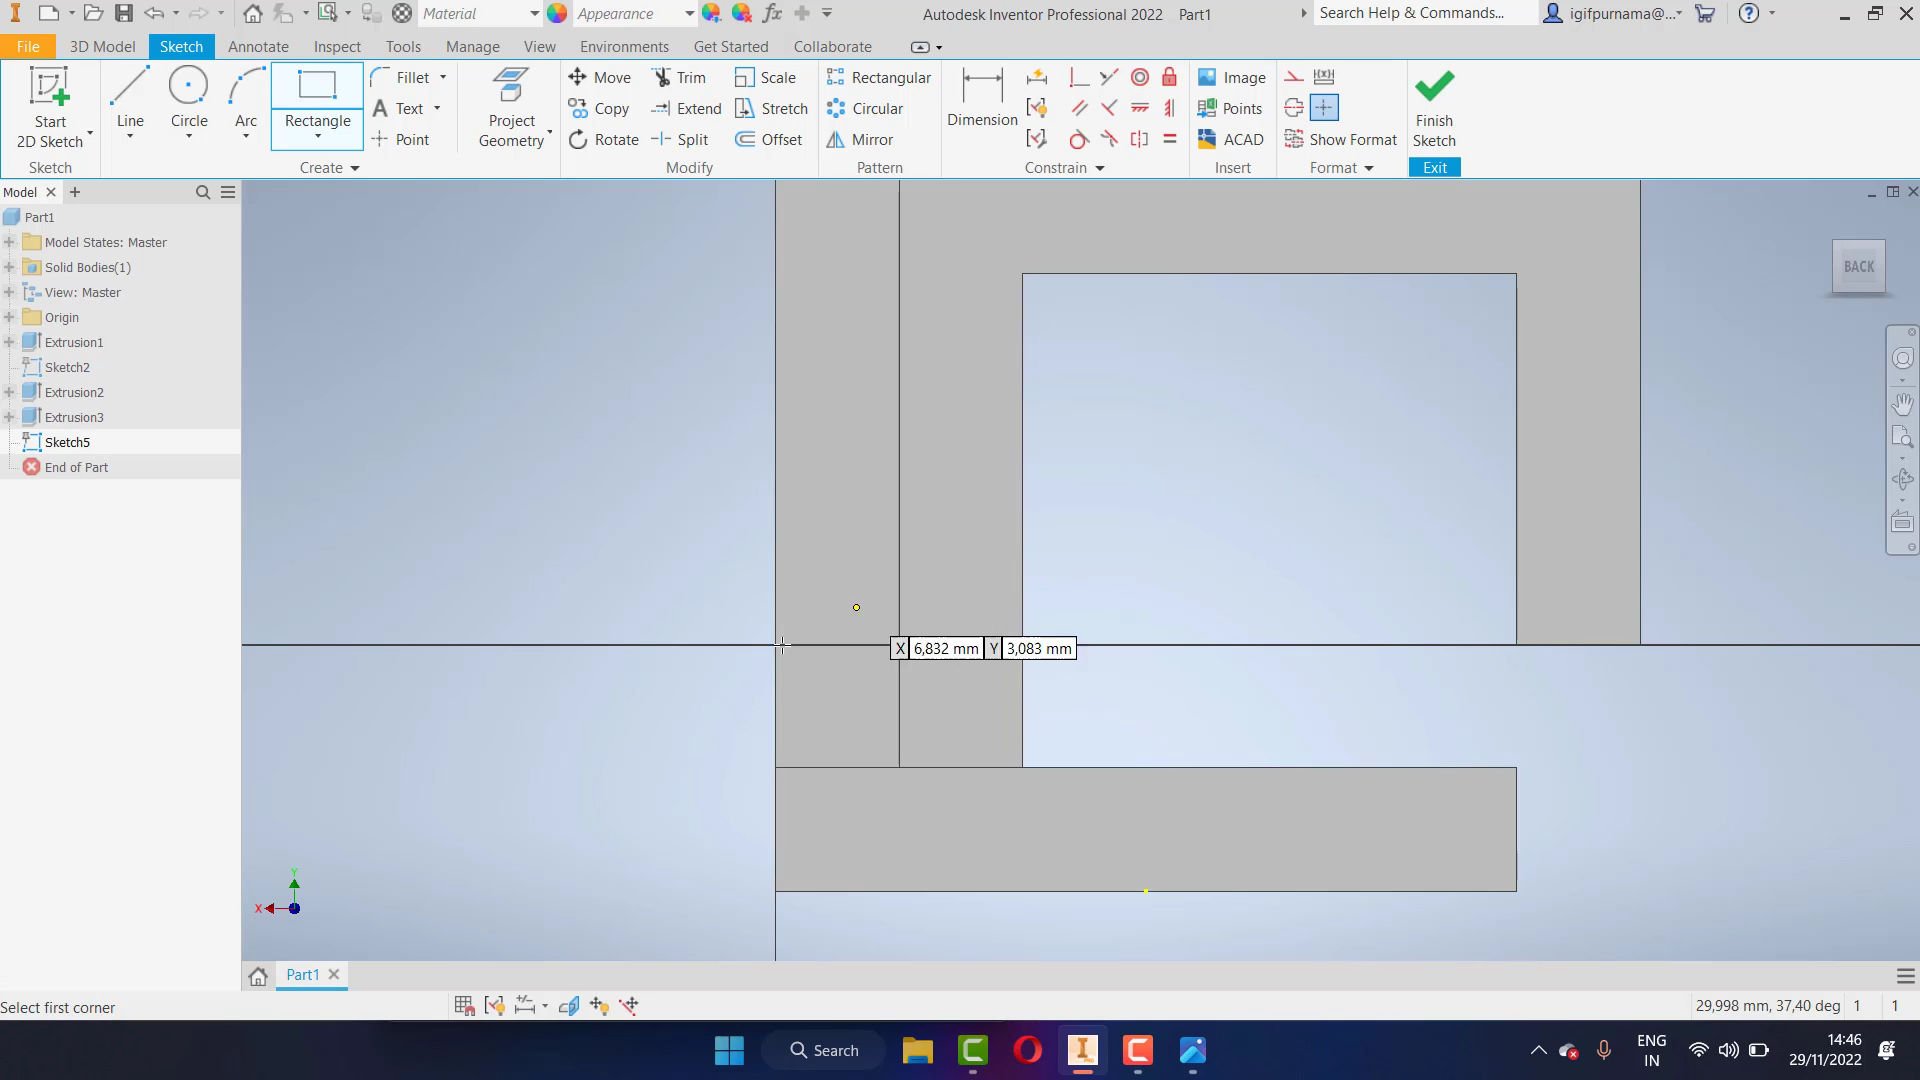 Material
Appearance
Autodesk Inventor Professional 2022 Part1
Search Help & Commands...
igifpurnama@...
File
3D Model
Sketch
Annotate
Inspect
Tools
Manage
View
Environments
Get Started
Collaborate
Start
2D Sketch
Line
Circle
Arc
Rectangle
Fillet
Text
Point
Project
Geometry
Move
Copy
Rotate
Trim
Extend
Split
Scale
Stretch
Offset
Rectangular
Circular
Mirror
Dimension
Image
Points
ACAD
Show Format
Finish
Sketch
Sketch
Create
Modify
Pattern
Constrain
Insert
Format
Exit
Model
Part1
Model States: Master
Solid Bodies(1)
View: Master
Origin
Extrusion1
Sketch2
Extrusion2
Extrusion3
Sketch5
End of Part
BACK
X 6,832 mm Y 3,083 mm
Y
X
Part1
Select first corner
29,998 mm, 37,40 deg 1 1
Search
ENG
IN
14:46
29/11/2022